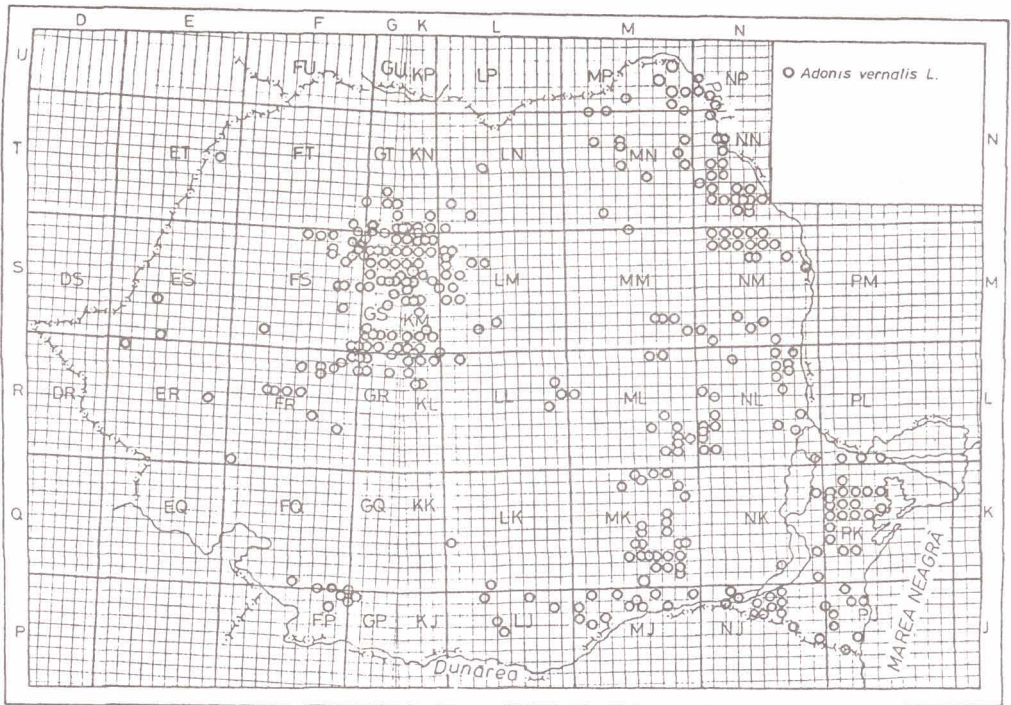 D E F G K L M N
U FU GU KP LP MP NP
○ Adonis vernalis L.
T ET FT GT KN LN MN NN N
S DS ES FS GS KM LM MM NM PM M
R DR ER FR GR KL LL ML NL PL L
Q EQ FQ GQ KK LK MK NK PK K
P FP GP KJ LJ MJ NJ P J
Dunărea
MAREA NEAGRĂ